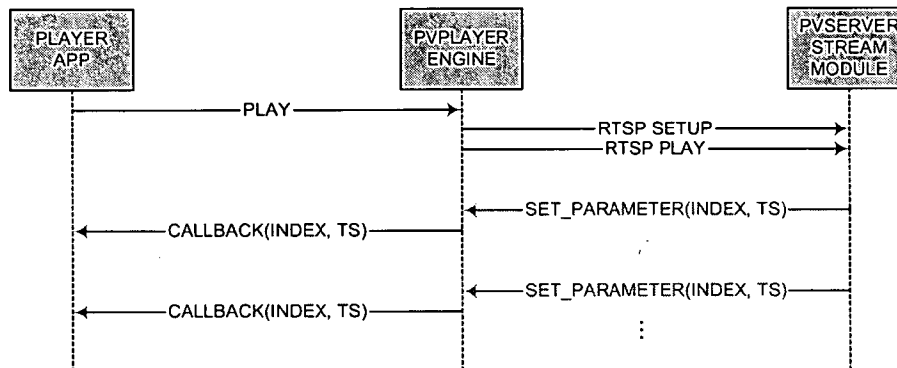 PLAYER
APP
PVPLAYER
ENGINE
PVSERVER
STREAM
MODULE
PLAY
RTSP SETUP
RTSP PLAY
SET_PARAMETER(INDEX, TS)
CALLBACK(INDEX, TS)
SET_PARAMETER(INDEX, TS)
CALLBACK(INDEX, TS)